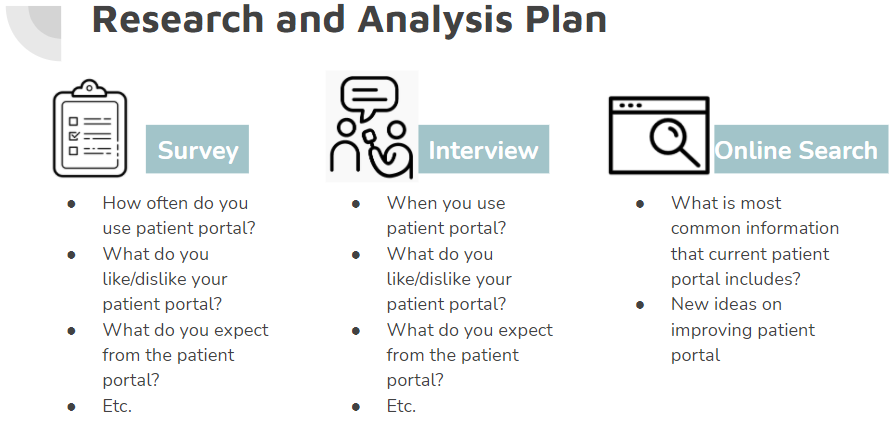 Research and Analysis Plan
Survey
● How often do you
use patient portal?
● What do you
like/dislike your
patient portal?
● What do you expect
from the patient
portal?
● Etc.
Interview
● When you use
patient portal?
● What do you
like/dislike your
patient portal?
● What do you expect
from the patient
portal?
● Etc.
Online Search
● What is most
common information
that current patient
portal includes?
● New ideas on
improving patient
portal